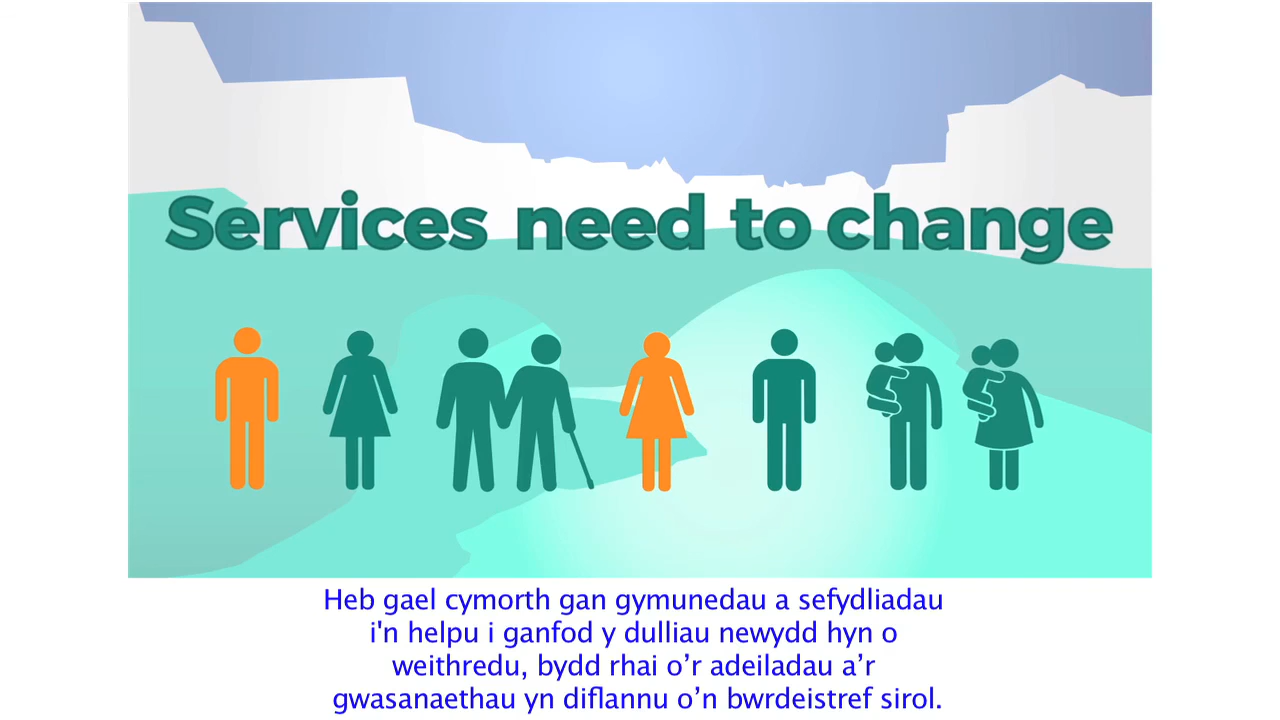 Services need to change
Heb gael cymorth gan gymunedau a sefydliadau
i'n helpu i ganfod y dulliau newydd hyn o
weithredu, bydd rhai o’r adeiladau a’r
gwasanaethau yn diflannu o’n bwrdeistref sirol.